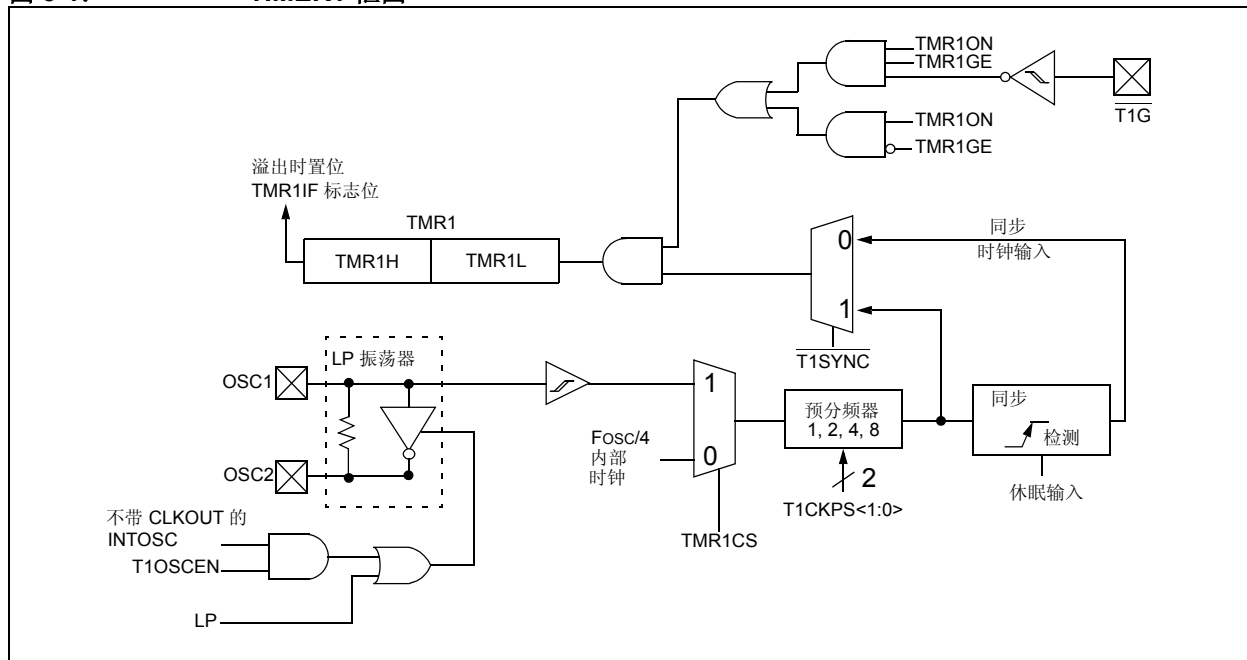 TMR1ON
TMR1GE
T1G
TMR1ON
TMR1GE
溢出时置位
TMR1IF 标志位
TMR1
TMR1H
TMR1L
0
1
同步
时钟输入
T1SYNC
LP 振荡器
OSC1
OSC2
1
0
FOSC/4
内部
时钟
TMR1CS
预分频器
1, 2, 4, 8
2
T1CKPS<1:0>
同步
检测
休眠输入
不带 CLKOUT 的
INTOSC
T1OSCEN
LP